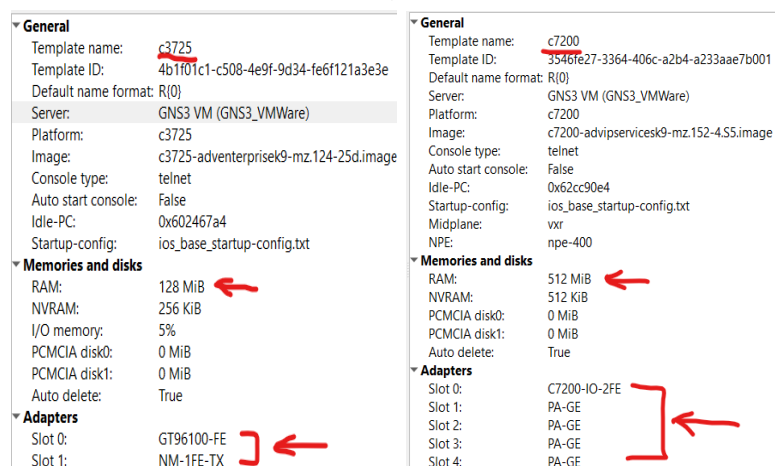 General
Template name: c3725
Template ID: 4b1f01c1-c508-4e9f-9d34-fe6f121a3e3e
Default name format: R{0}
Server: GNS3 VM (GNS3_VMWare)
Platform: c3725
Image: c3725-adventerprisek9-mz.124-25d.image
Console type: telnet
Auto start console: False
Idle-PC: 0x602467a4
Startup-config: ios_base_startup-config.txt
Memories and disks
RAM: 128 MiB
NVRAM: 256 KiB
I/O memory: 5%
PCMCIA disk0: 0 MiB
PCMCIA disk1: 0 MiB
Auto delete: True
Adapters
Slot 0: GT96100-FE
Slot 1: NM-1FE-TX
General
Template name: c7200
Template ID: 3546fe27-3364-406c-a2b4-a233aae7b001
Default name format: R{0}
Server: GNS3 VM (GNS3_VMWare)
Platform: c7200
Image: c7200-advipservicesk9-mz.152-4.S5.image
Console type: telnet
Auto start console: False
Idle-PC: 0x62cc90e4
Startup-config: ios_base_startup-config.txt
Midplane: vxr
NPE: npe-400
Memories and disks
RAM: 512 MiB
NVRAM: 512 KiB
PCMCIA disk0: 0 MiB
PCMCIA disk1: 0 MiB
Auto delete: True
Adapters
Slot 0: C7200-IO-2FE
Slot 1: PA-GE
Slot 2: PA-GE
Slot 3: PA-GE
Slot 4: PA-GE